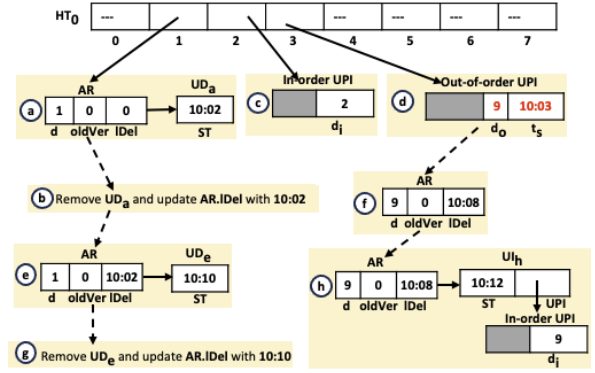 HT0 --- --- --- --- ---
0 1 2 3 4 5 6 7
AR UDa In-order UPI Out-of-order UPI
a 1 0 0 10:02 c 2 d 9 10:03
d oldVer lDel ST di do ts
AR
b Remove UDa and update AR.lDel with 10:02
f 9 0 10:08
d oldVer lDel
AR UDe
e 1 0 10:02 10:10
d oldVer lDel ST
AR UIh
h 9 0 10:08 10:12
d oldVer lDel ST UPI
In-order UPI
9
di
g Remove UDe and update AR.lDel with 10:10